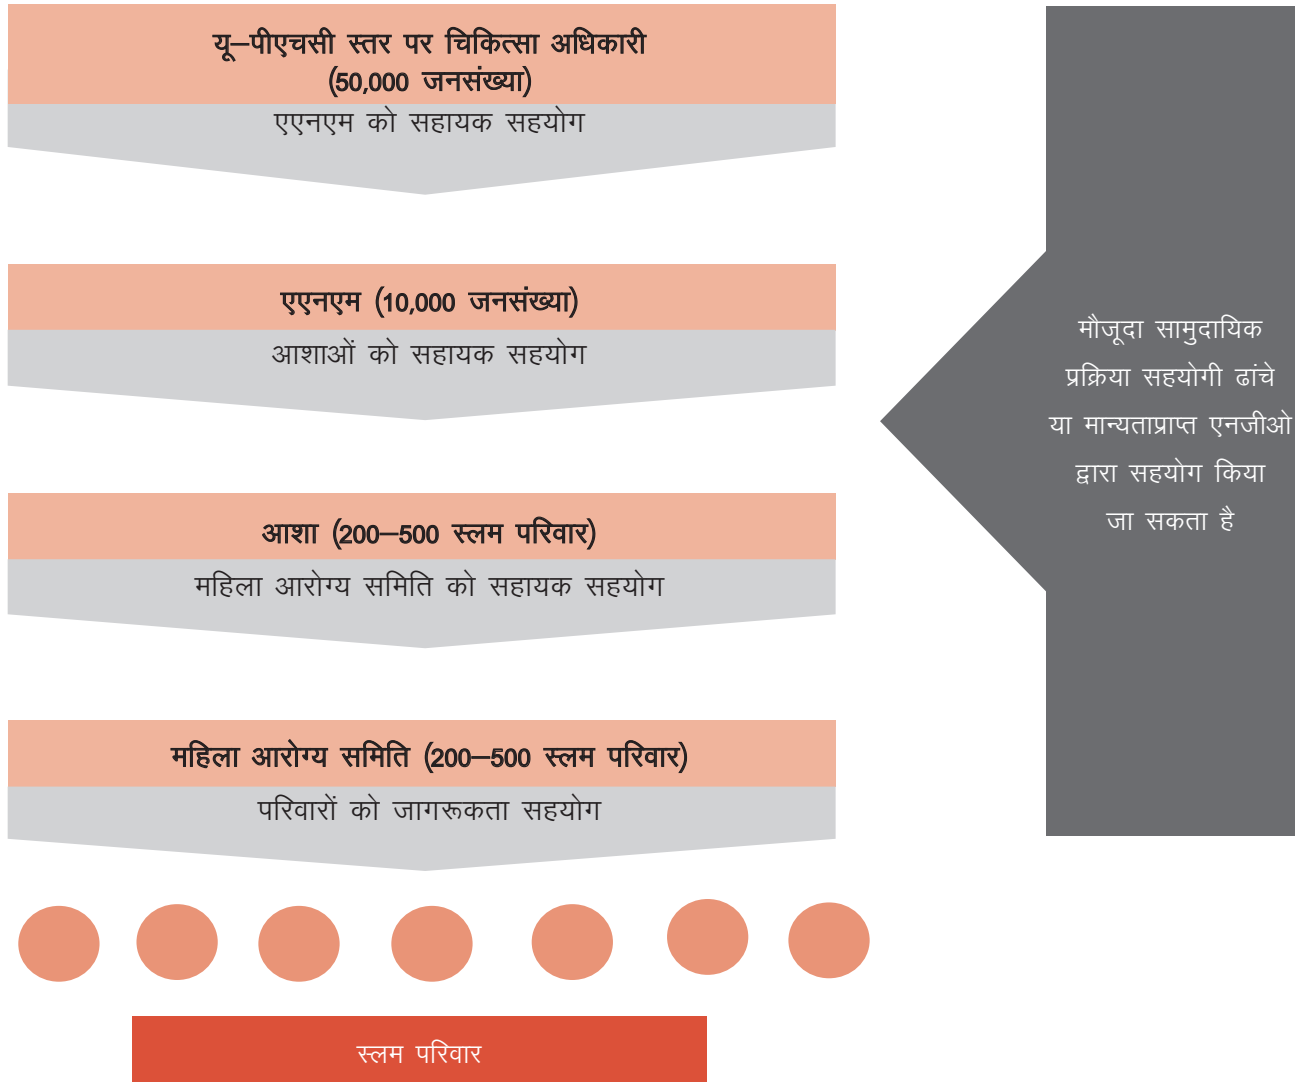 यू–पीएचसी स्तर पर चिकित्सा अधिकारी
(50,000 जनसंख्या)
एएनएम को सहायक सहयोग
एएनएम (10,000 जनसंख्या)
आशाओं को सहायक सहयोग
आशा (200–500 स्लम परिवार)
महिला आरोग्य समिति को सहायक सहयोग
महिला आरोग्य समिति (200–500 स्लम परिवार)
परिवारों को जागरूकता सहयोग
स्लम परिवार
मौजूदा सामुदायिक
प्रक्रिया सहयोगी ढांचे
या मान्यताप्राप्त एनजीओ
द्वारा सहयोग किया
जा सकता है